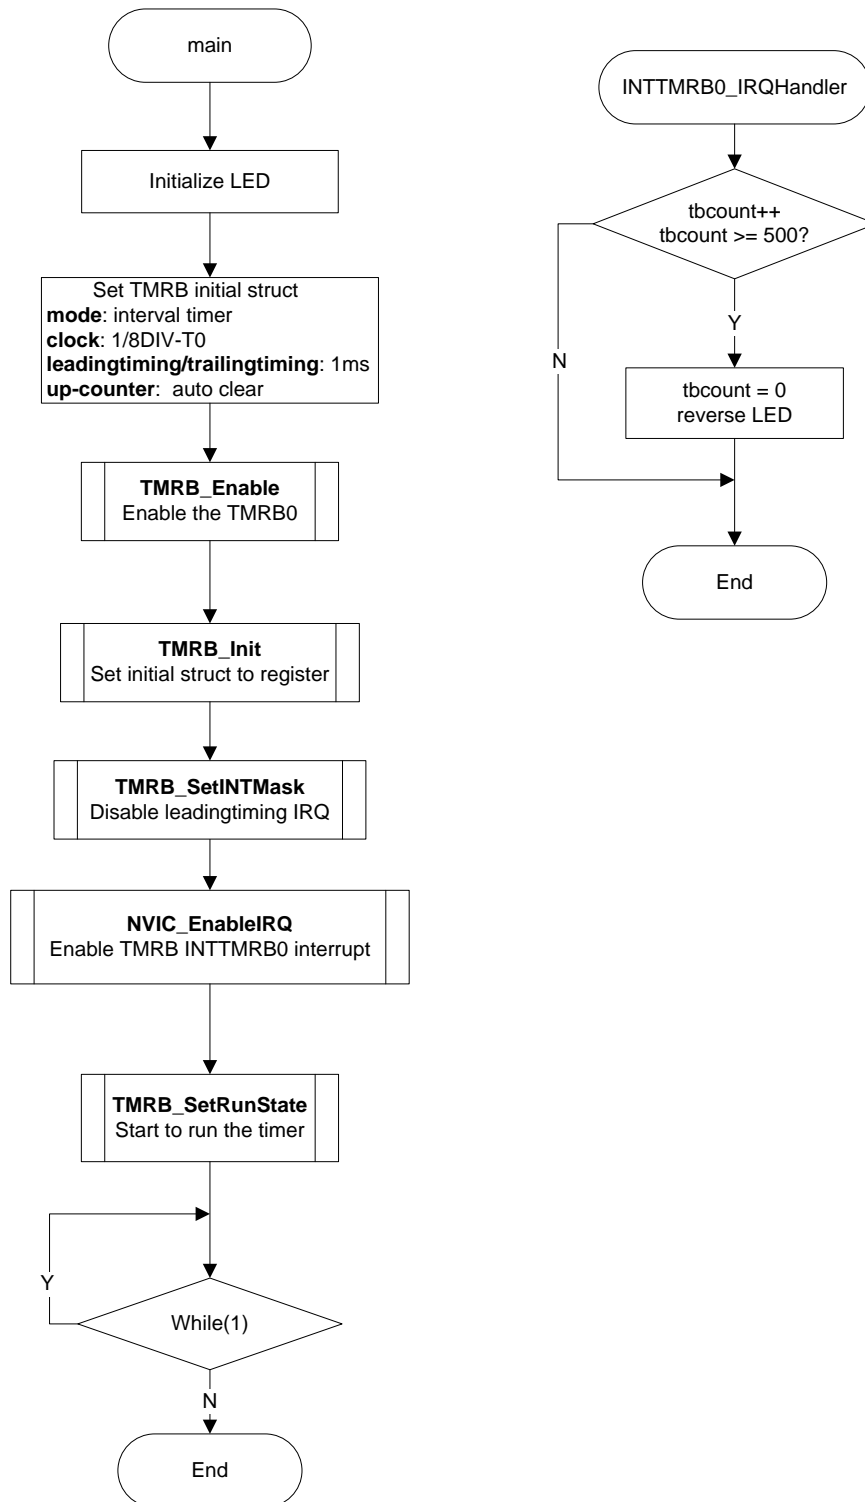 main
Initialize LED
Set TMRB initial struct
mode: interval timer
clock: 1/8DIV-T0
leadingtiming/trailingtiming: 1ms
up-counter:  auto clear
TMRB_Enable
Enable the TMRB0
TMRB_Init
Set initial struct to register
TMRB_SetINTMask
Disable leadingtiming IRQ
NVIC_EnableIRQ
Enable TMRB INTTMRB0 interrupt
TMRB_SetRunState
Start to run the timer
Y
While(1)
N
End
INTTMRB0_IRQHandler
tbcount++
tbcount >= 500?
Y
N
tbcount = 0
reverse LED
End